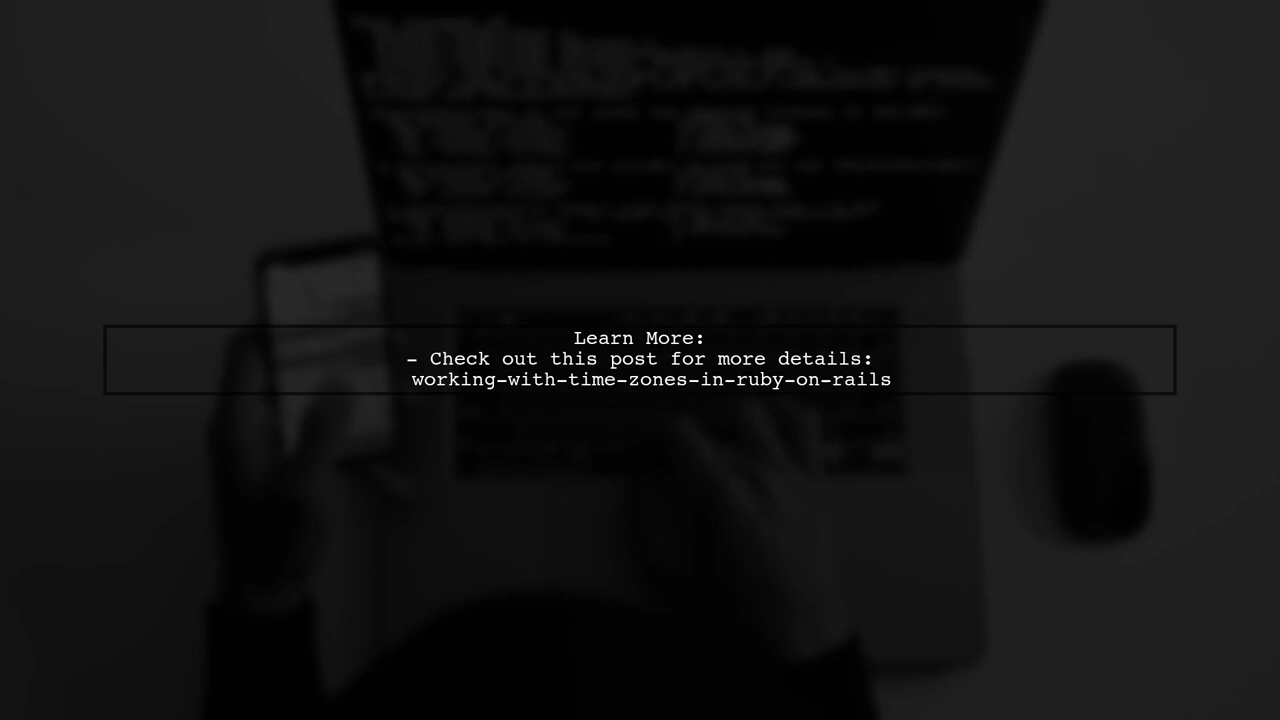 Learn More:
- Check out this post for more details:
working-with-time-zones-in-ruby-on-rails